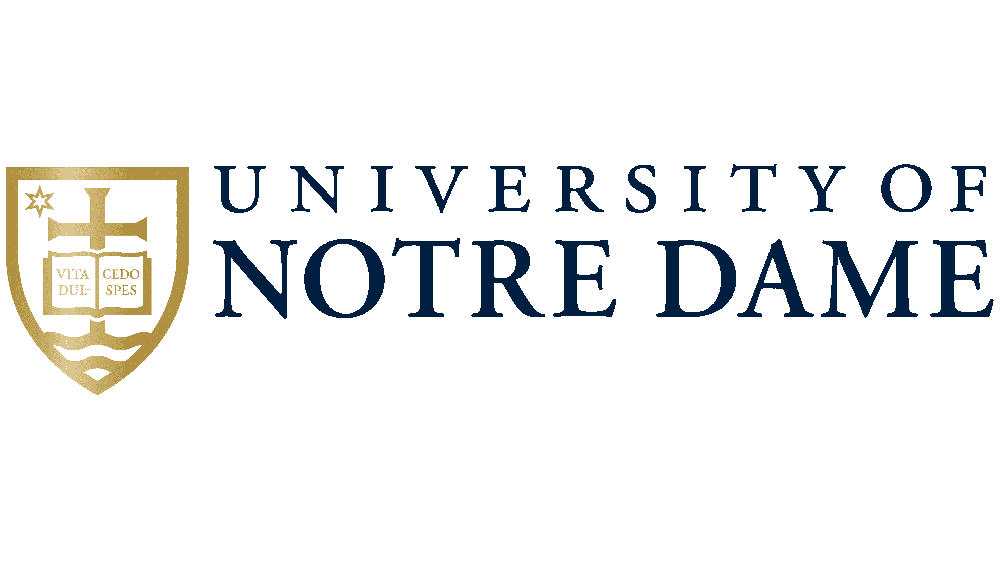 UNIVERSITY OF
NOTRE DAME
VITA CEDO
DUL~ SPES